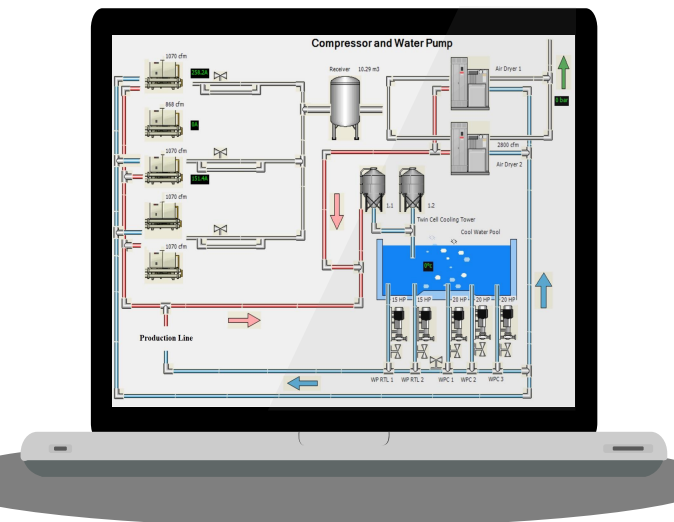 Compressor and Water Pump
1070 cfm
258.2A
Receiver 10.29 m3
Air Dryer 1
868 cfm
0A
0 bar
1070 cfm
151.4A
2800 cfm
Air Dryer 2
1070 cfm
1.1
1.2
Twin Cell Cooling Tower
Cool Water Pool
1070 cfm
0°C
15 HP
15 HP
20 HP
20 HP
20 HP
Production Line
WP RTL 1
WP RTL 2
WPC 1
WPC 2
WPC 3